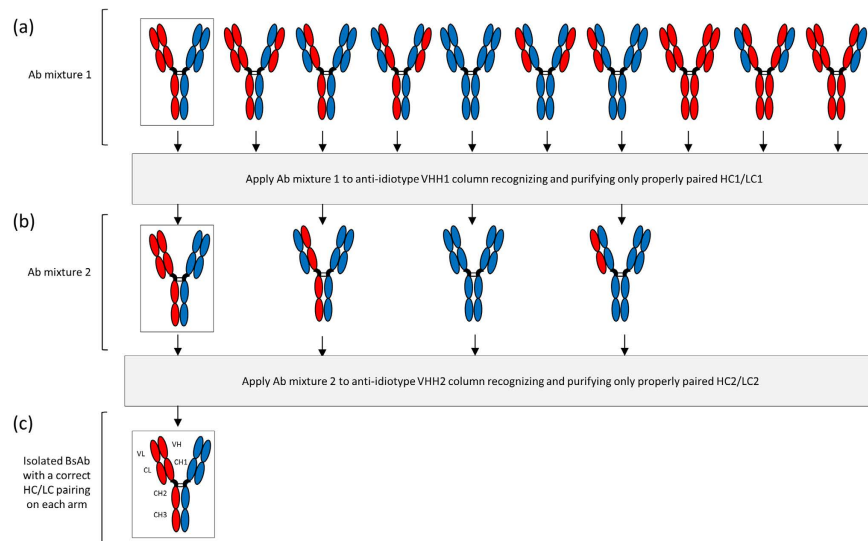 (a)
Ab mixture 1
Apply Ab mixture 1 to anti-idiotype VHH1 column recognizing and purifying only properly paired HC1/LC1
(b)
Ab mixture 2
Apply Ab mixture 2 to anti-idiotype VHH2 column recognizing and purifying only properly paired HC2/LC2
(c)
Isolated BsAb
with a correct
HC/LC pairing
on each arm
VH
VL
CH1
CL
CH2
CH3